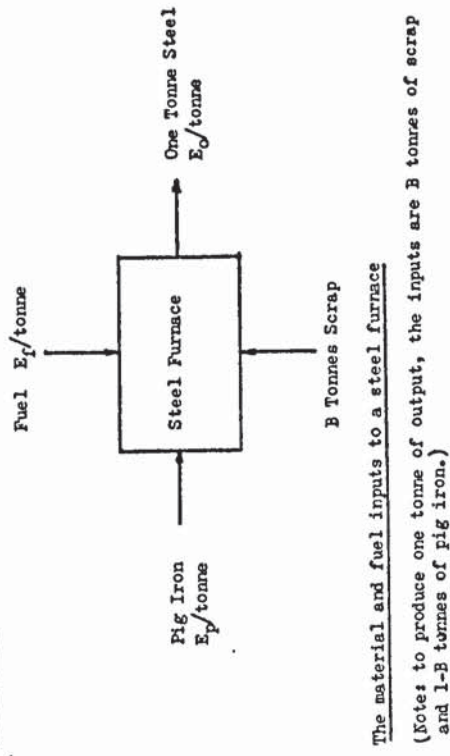 Fuel E_f/tonne
Pig Iron
E_p/tonne
Steel Furnace
One Tonne Steel
E_o/tonne
B Tonnes Scrap
The material and fuel inputs to a steel furnace
(Note: to produce one tonne of output, the inputs are B tonnes of scrap
and 1-B tonnes of pig iron.)